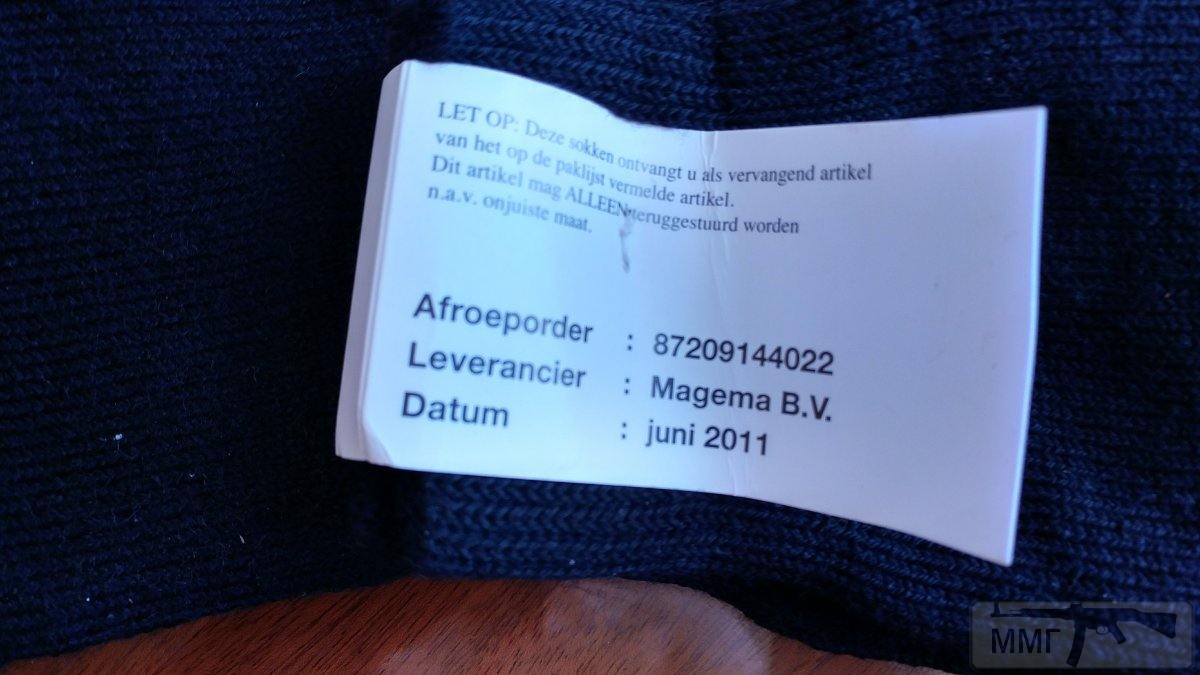 LET OP: Deze sokken ontvangt u als vervangend artikel
van het op de paklijst vermelde artikel.
Dit artikel mag ALLEEN teruggestuurd worden
n.a.v. onjuiste maat.
Afroeporder : 87209144022
Leverancier : Magema B.V.
Datum : juni 2011
ММГ